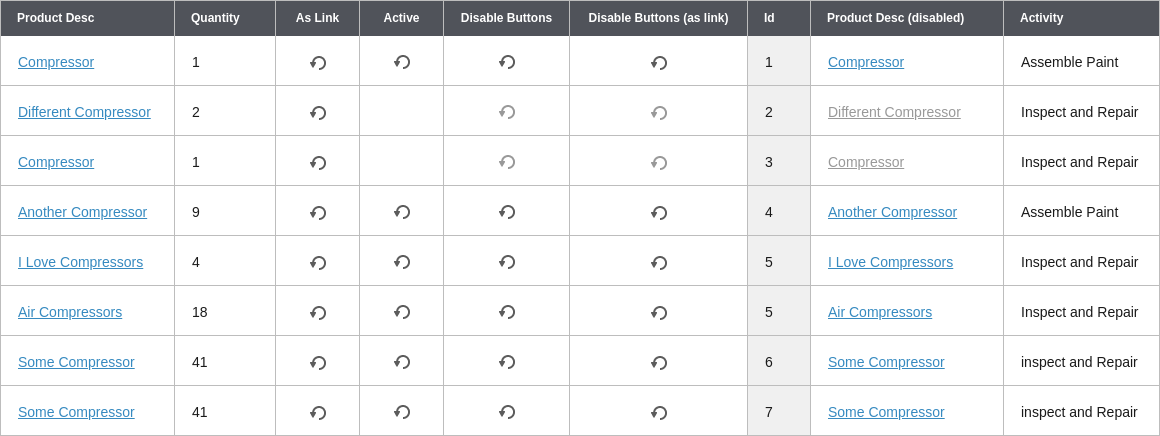 Product Desc Quantity As Link Active Disable Buttons Disable Buttons (as link) Id Product Desc (disabled) Activity
Compressor 1 1 Compressor Assemble Paint
Different Compressor 2 2 Different Compressor Inspect and Repair
Compressor 1 3 Compressor Inspect and Repair
Another Compressor 9 4 Another Compressor Assemble Paint
I Love Compressors 4 5 I Love Compressors Inspect and Repair
Air Compressors 18 5 Air Compressors Inspect and Repair
Some Compressor 41 6 Some Compressor inspect and Repair
Some Compressor 41 7 Some Compressor inspect and Repair